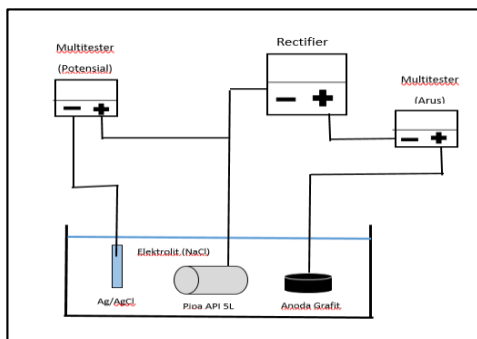 Multitester
(Potensial)
Rectifier
Multitester
(Arus)
Elektrolit (NaCl)
Ag/AgCl
Pipa API 5L
Anoda Grafit